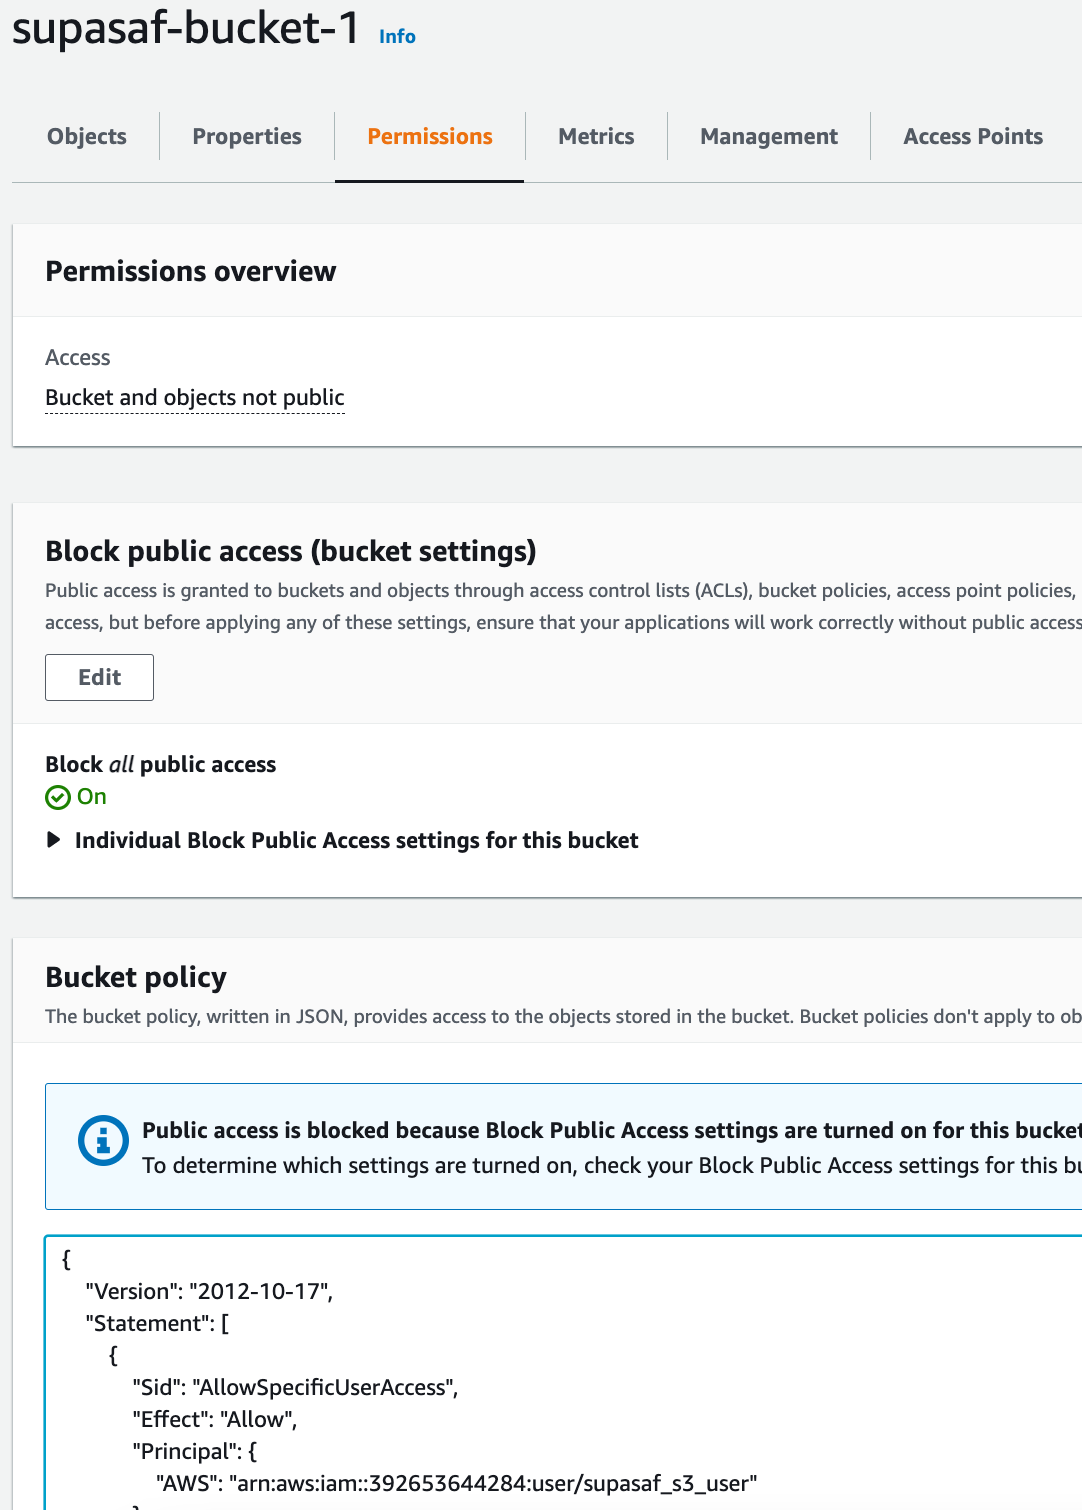 supasaf-bucket-1 Info
Objects Properties Permissions Metrics Management Access Points
Permissions overview
Access
Bucket and objects not public
Block public access (bucket settings)
Public access is granted to buckets and objects through access control lists (ACLs), bucket policies, access point policies,
access, but before applying any of these settings, ensure that your applications will work correctly without public access
Edit
Block all public access
On
Individual Block Public Access settings for this bucket
Bucket policy
The bucket policy, written in JSON, provides access to the objects stored in the bucket. Bucket policies don't apply to ob
Public access is blocked because Block Public Access settings are turned on for this bucket
To determine which settings are turned on, check your Block Public Access settings for this bu
{
"Version": "2012-10-17",
"Statement": [
{
"Sid": "AllowSpecificUserAccess",
"Effect": "Allow",
"Principal": {
"AWS": "arn:aws:iam::392653644284:user/supasaf_s3_user"